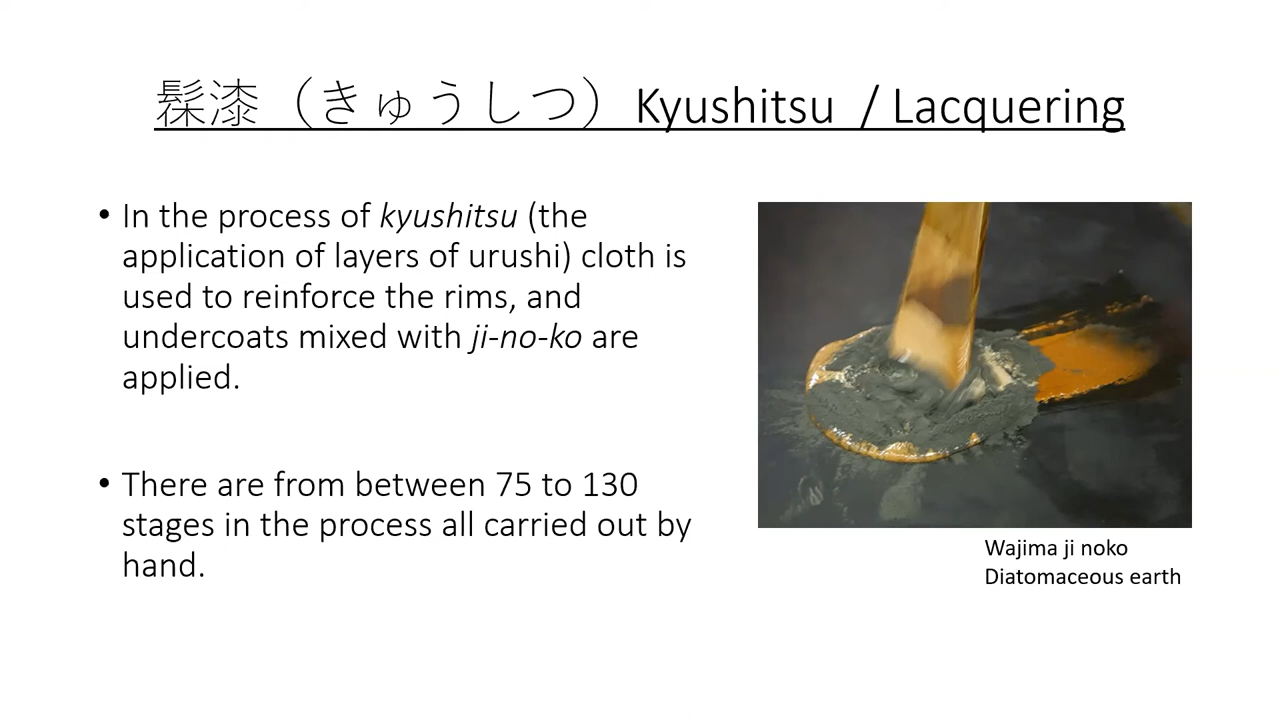 髹漆（きゅうしつ）Kyushitsu / Lacquering
• In the process of kyushitsu (the
application of layers of urushi) cloth is
used to reinforce the rims, and
undercoats mixed with ji-no-ko are
applied.
• There are from between 75 to 130
stages in the process all carried out by
hand.
Wajima ji noko
Diatomaceous earth